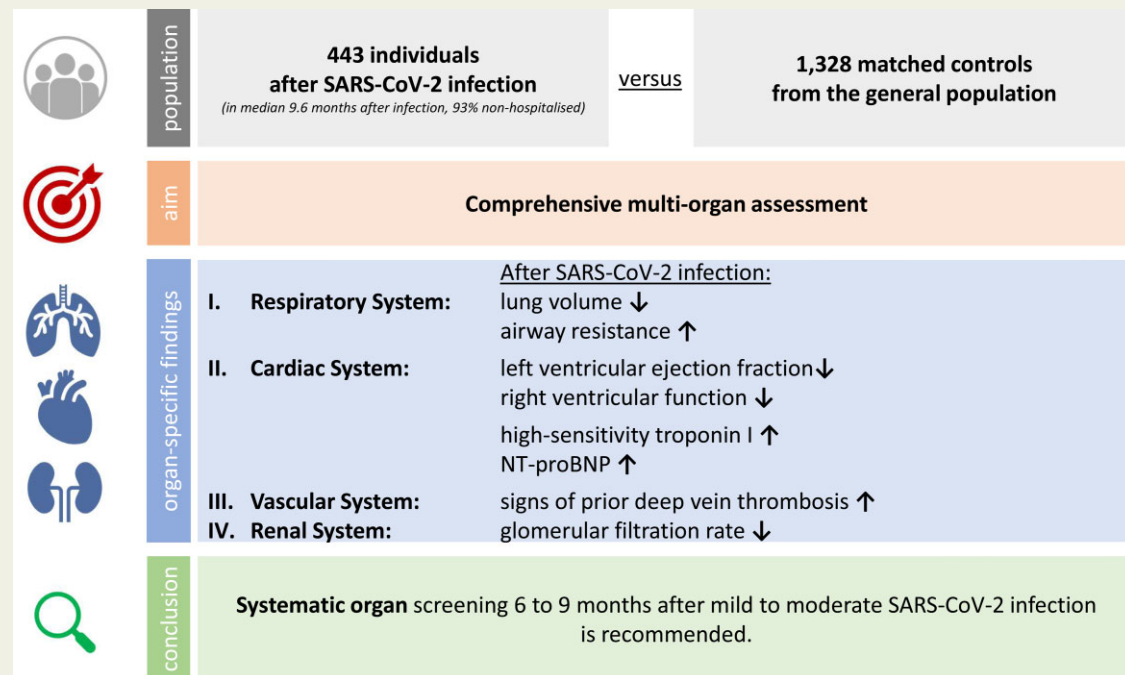 population
443 individuals
after SARS-CoV-2 infection
(in median 9.6 months after infection, 93% non-hospitalised)
versus
1,328 matched controls
from the general population
aim
Comprehensive multi-organ assessment
organ-specific findings
After SARS-CoV-2 infection:
I. Respiratory System: lung volume ↓
airway resistance ↑
II. Cardiac System: left ventricular ejection fraction↓
right ventricular function ↓
high-sensitivity troponin I ↑
NT-proBNP ↑
III. Vascular System: signs of prior deep vein thrombosis ↑
IV. Renal System: glomerular filtration rate ↓
conclusion
Systematic organ screening 6 to 9 months after mild to moderate SARS-CoV-2 infection
is recommended.